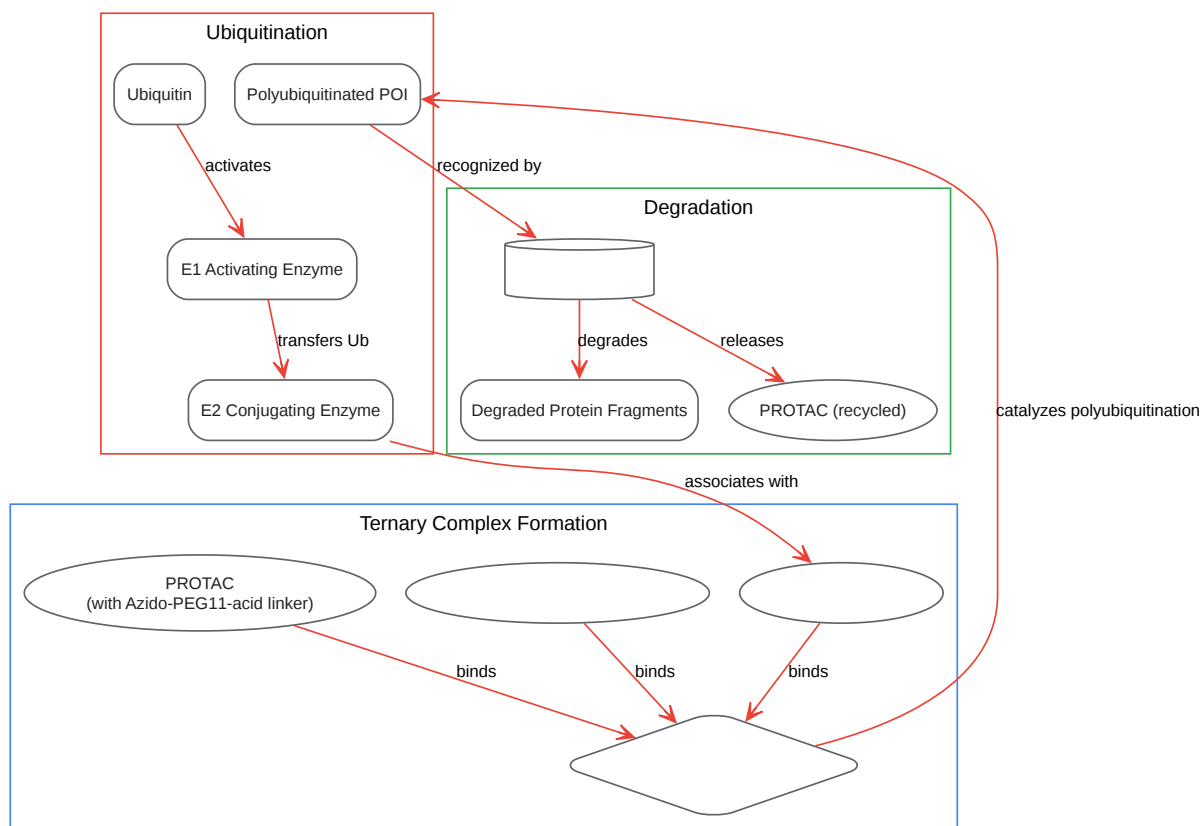 Ubiquitination
Ubiquitin
Polyubiquitinated POI
activates
recognized by
Degradation
E1 Activating Enzyme
transfers Ub
degrades
releases
E2 Conjugating Enzyme
Degraded Protein Fragments
PROTAC (recycled)
catalyzes polyubiquitination
associates with
Ternary Complex Formation
PROTAC
(with Azido-PEG11-acid linker)
binds
binds
binds